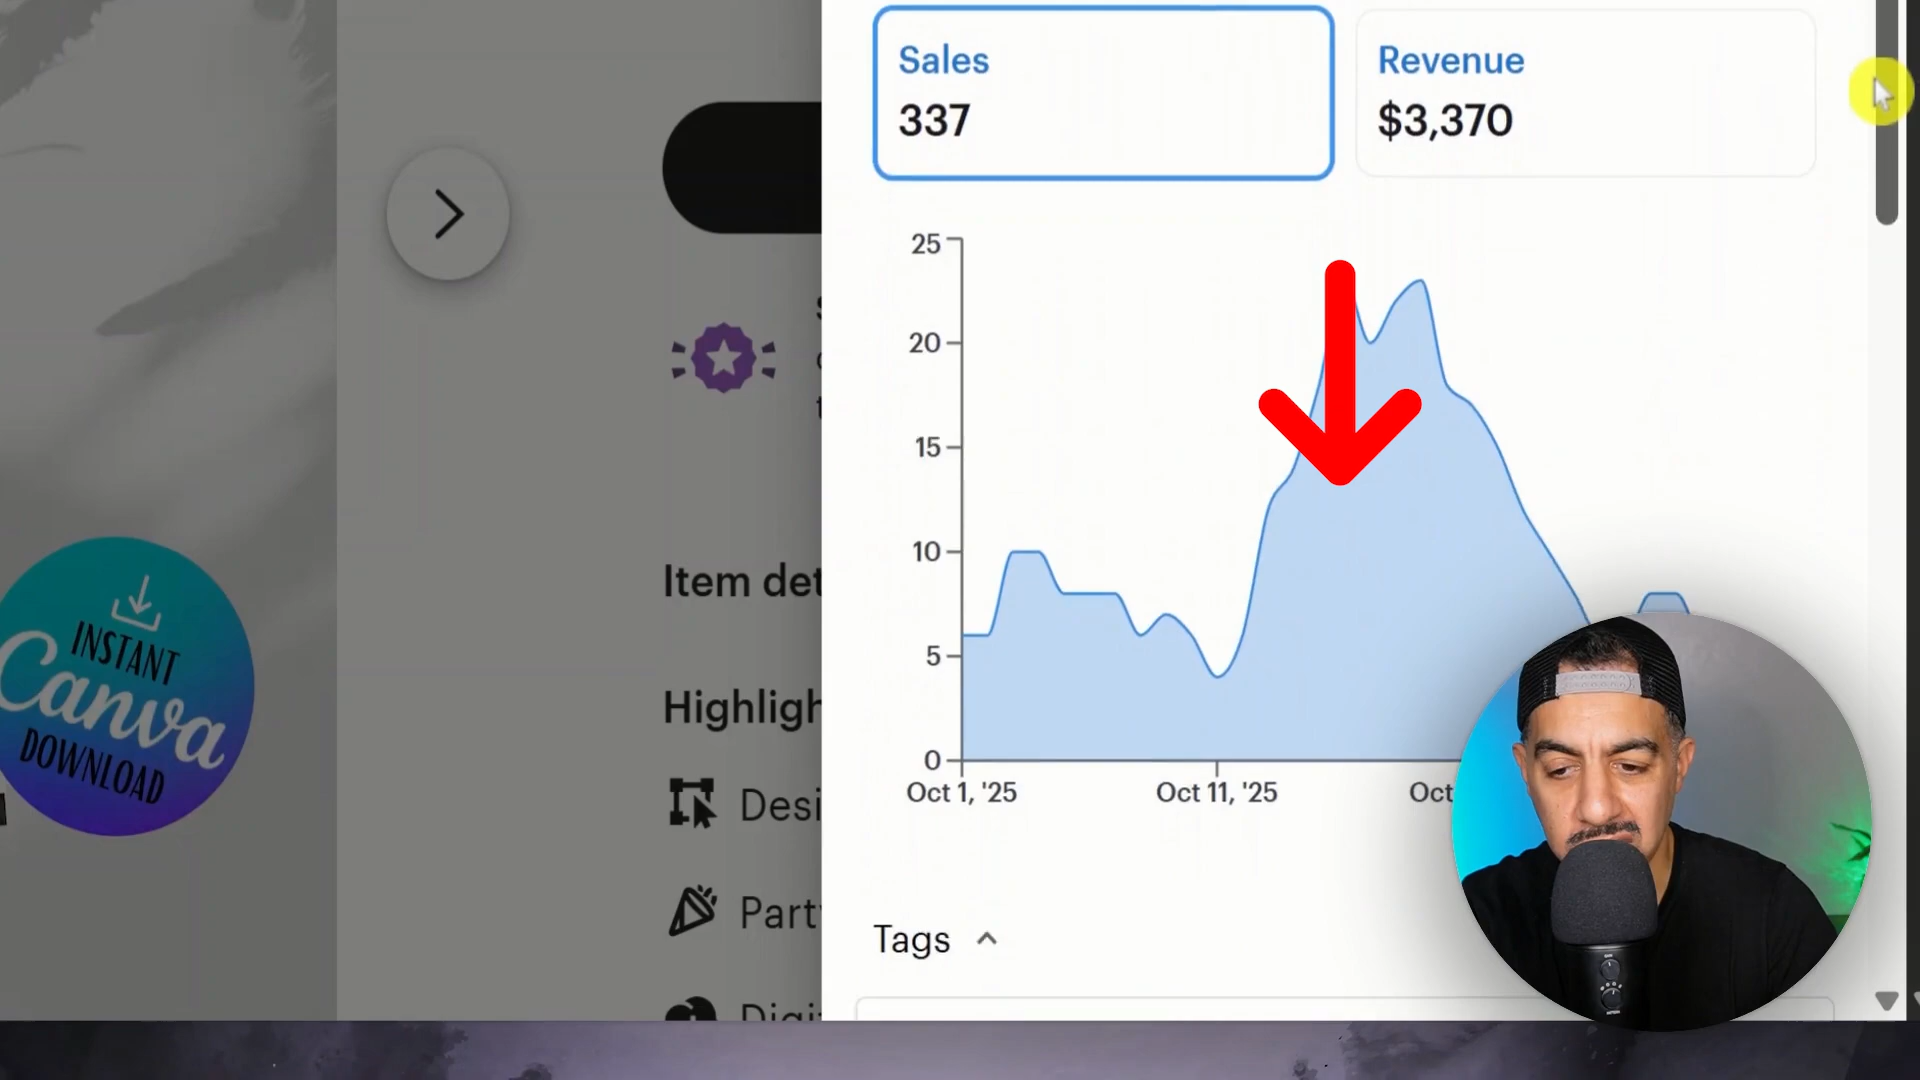 Sales
337
Revenue
$3,370
25
20
15
10
5
0
Oct 1, '25
Oct 11, '25
Oct
Tags
Item det
Highligh
Desi
Part
Digi
INSTANT
Canva
DOWNLOAD